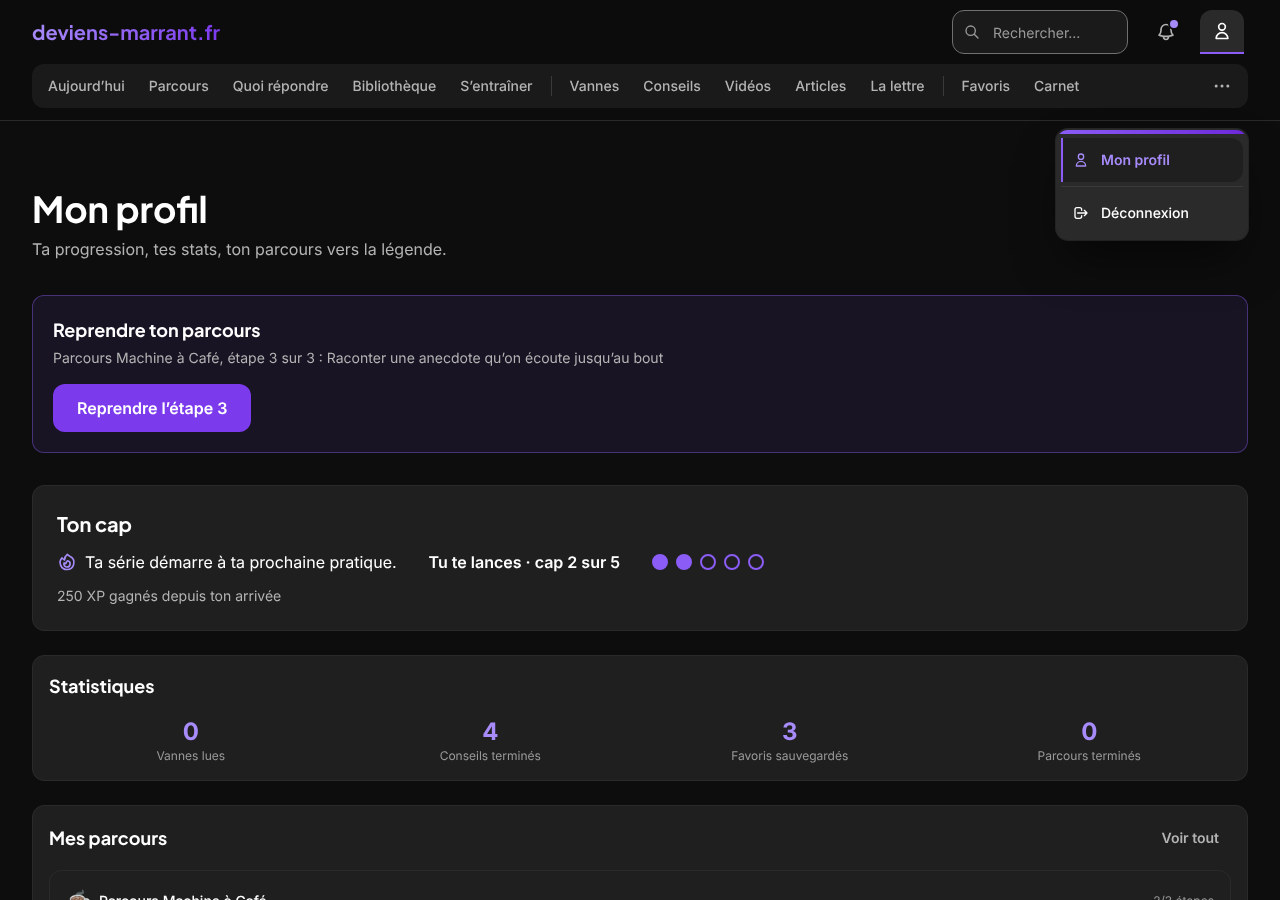 deviens-marrant.fr
Rechercher...
Aujourd'hui Parcours Quoi répondre Bibliothèque S'entraîner Vannes Conseils Vidéos Articles La lettre Favoris Carnet
Mon profil
Déconnexion
Mon profil
Ta progression, tes stats, ton parcours vers la légende.
Reprendre ton parcours
Parcours Machine à Café, étape 3 sur 3 : Raconter une anecdote qu'on écoute jusqu'au bout
Reprendre l'étape 3
Ton cap
Ta série démarre à ta prochaine pratique. Tu te lances · cap 2 sur 5
250 XP gagnés depuis ton arrivée
Statistiques
0 4 3 0
Vannes lues Conseils terminés Favoris sauvegardés Parcours terminés
Mes parcours Voir tout
Parcours Machine à Café